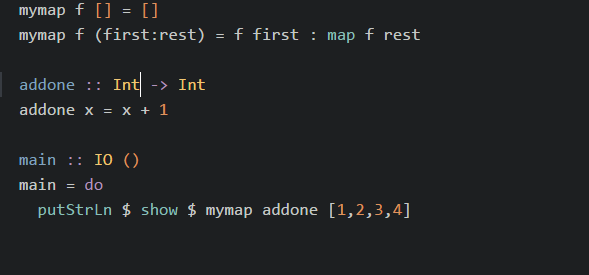 mymap f [] = []
mymap f (first:rest) = f first : map f rest
addone :: Int -> Int
addone x = x + 1
main :: IO ()
main = do
putStrLn $ show $ mymap addone [1,2,3,4]